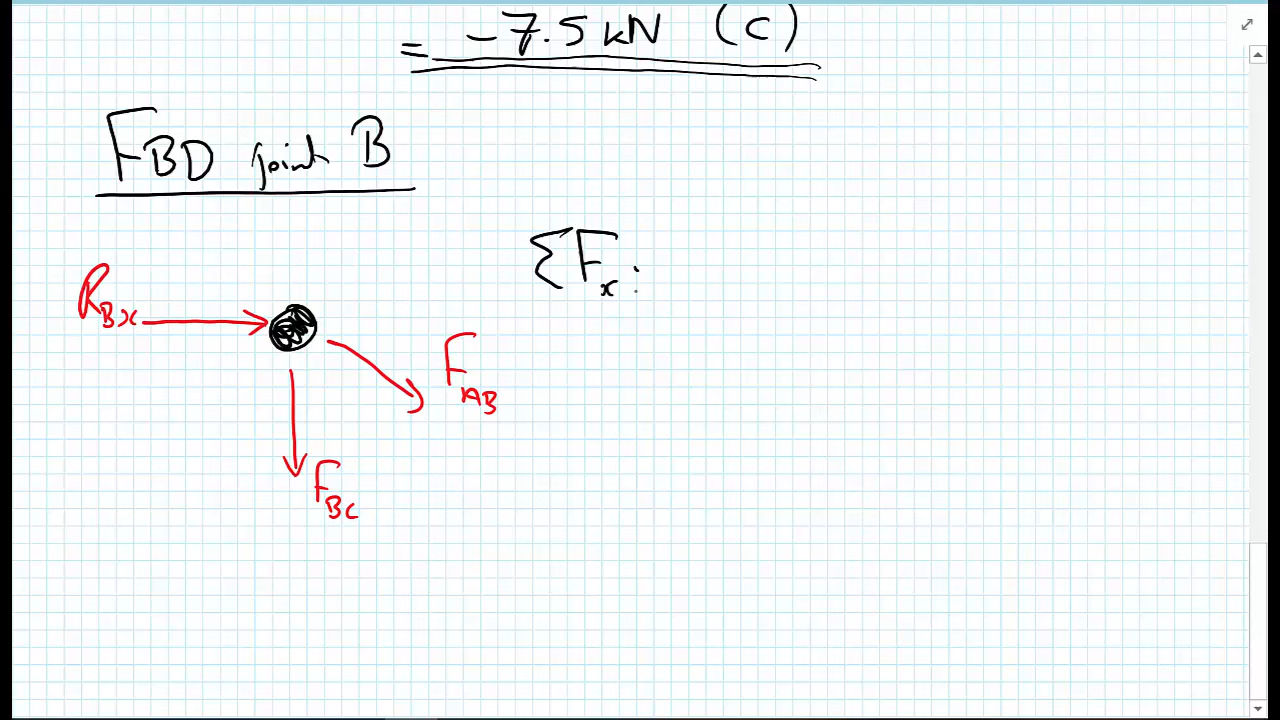 = -7.5 kN (C)
FBD joint B
ΣFx :
RBx
FAB
FBC